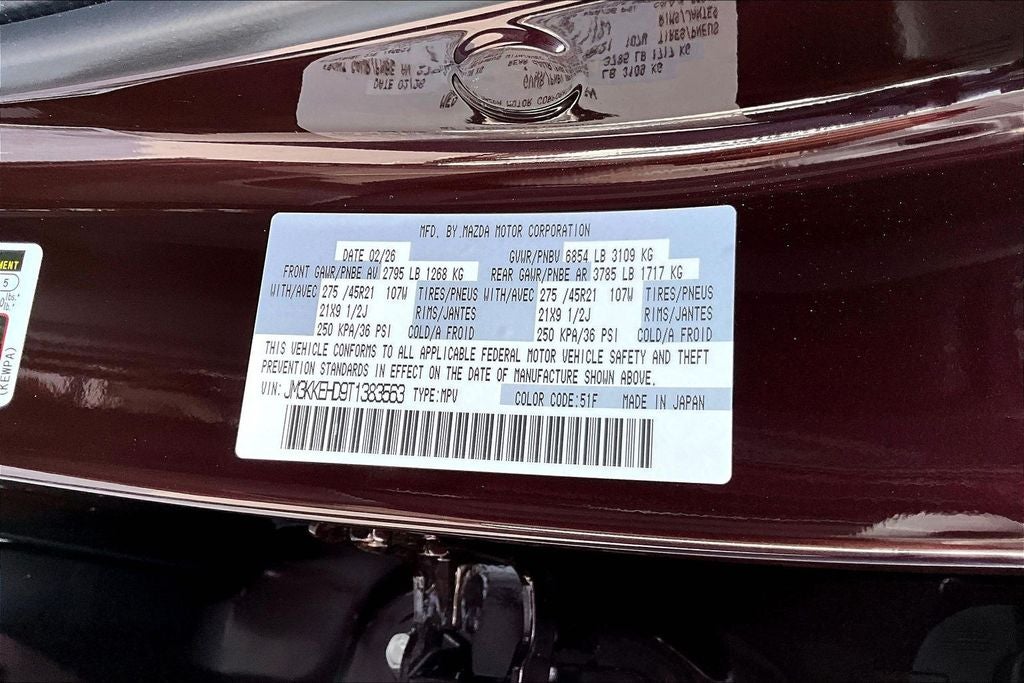 MFD. BY MAZDA MOTOR CORPORATION
DATE 02/26 GVWR/PNBV 6854 LB 3109 KG
FRONT GAWR/PNBE AV 2795 LB 1268 KG REAR GAWR/PNBE AR 3785 LB 1717 KG
WITH/AVEC 275 /45R21 107W TIRES/PNEUS WITH/AVEC 275 /45R21 107W TIRES/PNEUS
21X9 1/2J RIMS/JANTES 21X9 1/2J RIMS/JANTES
250 KPA/36 PSI COLD/A FROID 250 KPA/36 PSI COLD/A FROID
THIS VEHICLE CONFORMS TO ALL APPLICABLE FEDERAL MOTOR VEHICLE SAFETY AND THEFT
PREVENTION STANDARDS IN EFFECT ON THE DATE OF MANUFACTURE SHOWN ABOVE.
VIN: JM3KKEHD9T1383563 TYPE:MPV COLOR CODE:51F MADE IN JAPAN
MENT
5
lbs.
lb.
(KEWPA)